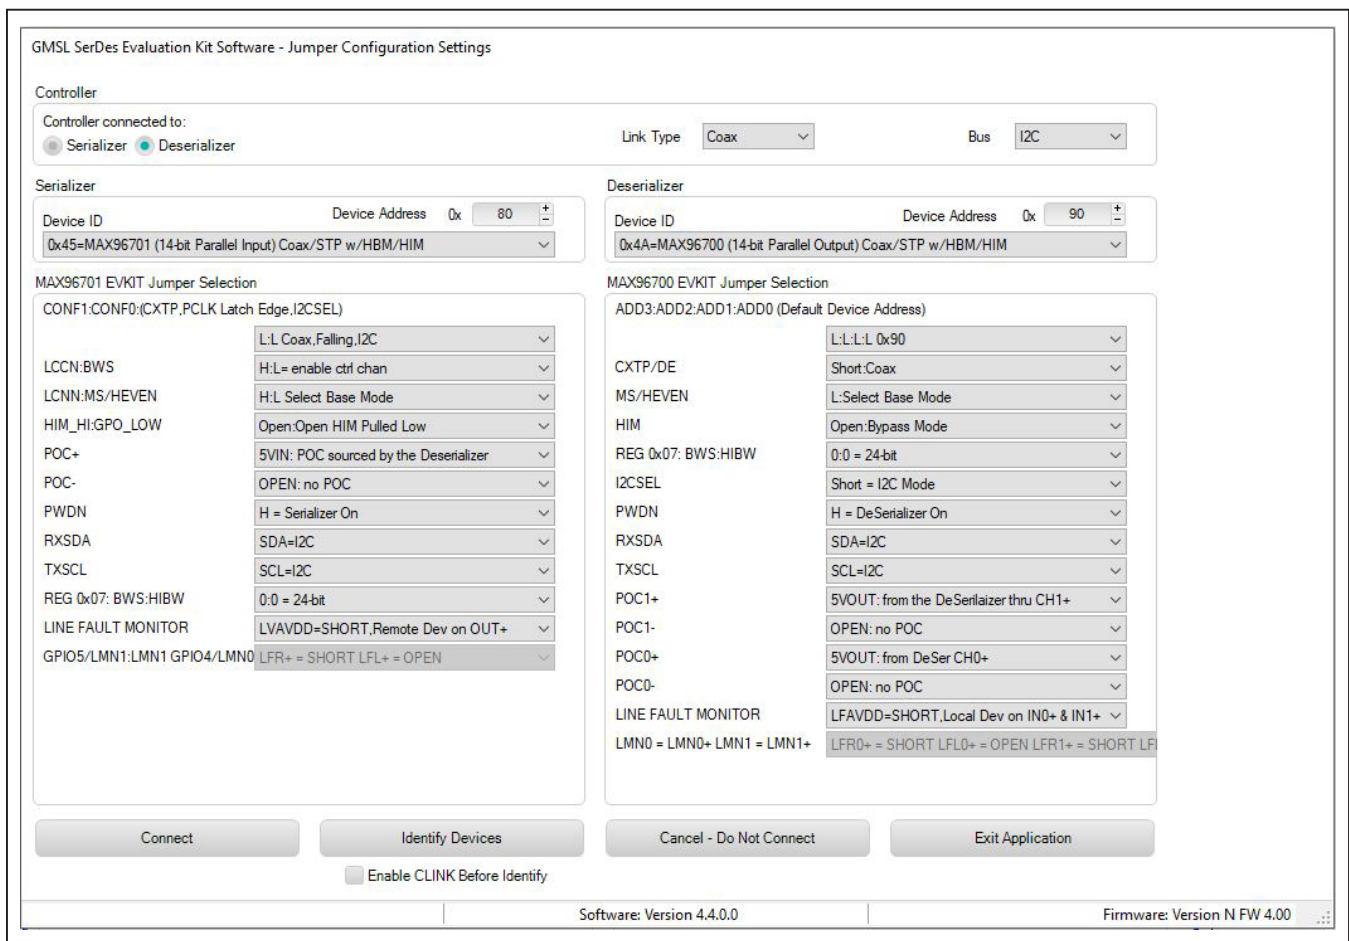 GMSL SerDes Evaluation Kit Software - Jumper Configuration Settings
Controller
Controller connected to:
Serializer Deserializer
Link Type Coax
Bus I2C
Serializer
Device ID
Device Address 0x 80 + -
0x45=MAX96701 (14-bit Parallel Input) Coax/STP w/HBM/HIM
Deserializer
Device ID
Device Address 0x 90 + -
0x4A=MAX96700 (14-bit Parallel Output) Coax/STP w/HBM/HIM
MAX96701 EVKIT Jumper Selection
CONF1:CONF0:(CXTP,PCLK Latch Edge,I2CSEL)
L:L Coax,Falling,I2C
LCCN:BWS H:L= enable ctrl chan
LCNN:MS/HEVEN H:L Select Base Mode
HIM_HI:GPO_LOW Open:Open HIM Pulled Low
POC+ 5VIN: POC sourced by the Deserializer
POC- OPEN: no POC
PWDN H = Serializer On
RXSDA SDA=I2C
TXSCL SCL=I2C
REG 0x07: BWS:HIBW 0:0 = 24-bit
LINE FAULT MONITOR LVAVDD=SHORT,Remote Dev on OUT+
GPIO5/LMN1:LMN1 GPIO4/LMN0 LFR+ = SHORT LFL+ = OPEN
MAX96700 EVKIT Jumper Selection
ADD3:ADD2:ADD1:ADD0 (Default Device Address)
L:L:L:L 0x90
CXTP/DE Short:Coax
MS/HEVEN L:Select Base Mode
HIM Open:Bypass Mode
REG 0x07: BWS:HIBW 0:0 = 24-bit
I2CSEL Short = I2C Mode
PWDN H = DeSerializer On
RXSDA SDA=I2C
TXSCL SCL=I2C
POC1+ 5VOUT: from the DeSerilaizer thru CH1+
POC1- OPEN: no POC
POC0+ 5VOUT: from DeSer CH0+
POC0- OPEN: no POC
LINE FAULT MONITOR LFAVDD=SHORT,Local Dev on IN0+ & IN1+
LMN0 = LMN0+ LMN1 = LMN1+ LFR0+ = SHORT LFL0+ = OPEN LFR1+ = SHORT
Connect Identify Devices Cancel - Do Not Connect Exit Application
Enable CLINK Before Identify
Software: Version 4.4.0.0 Firmware: Version N FW 4.00